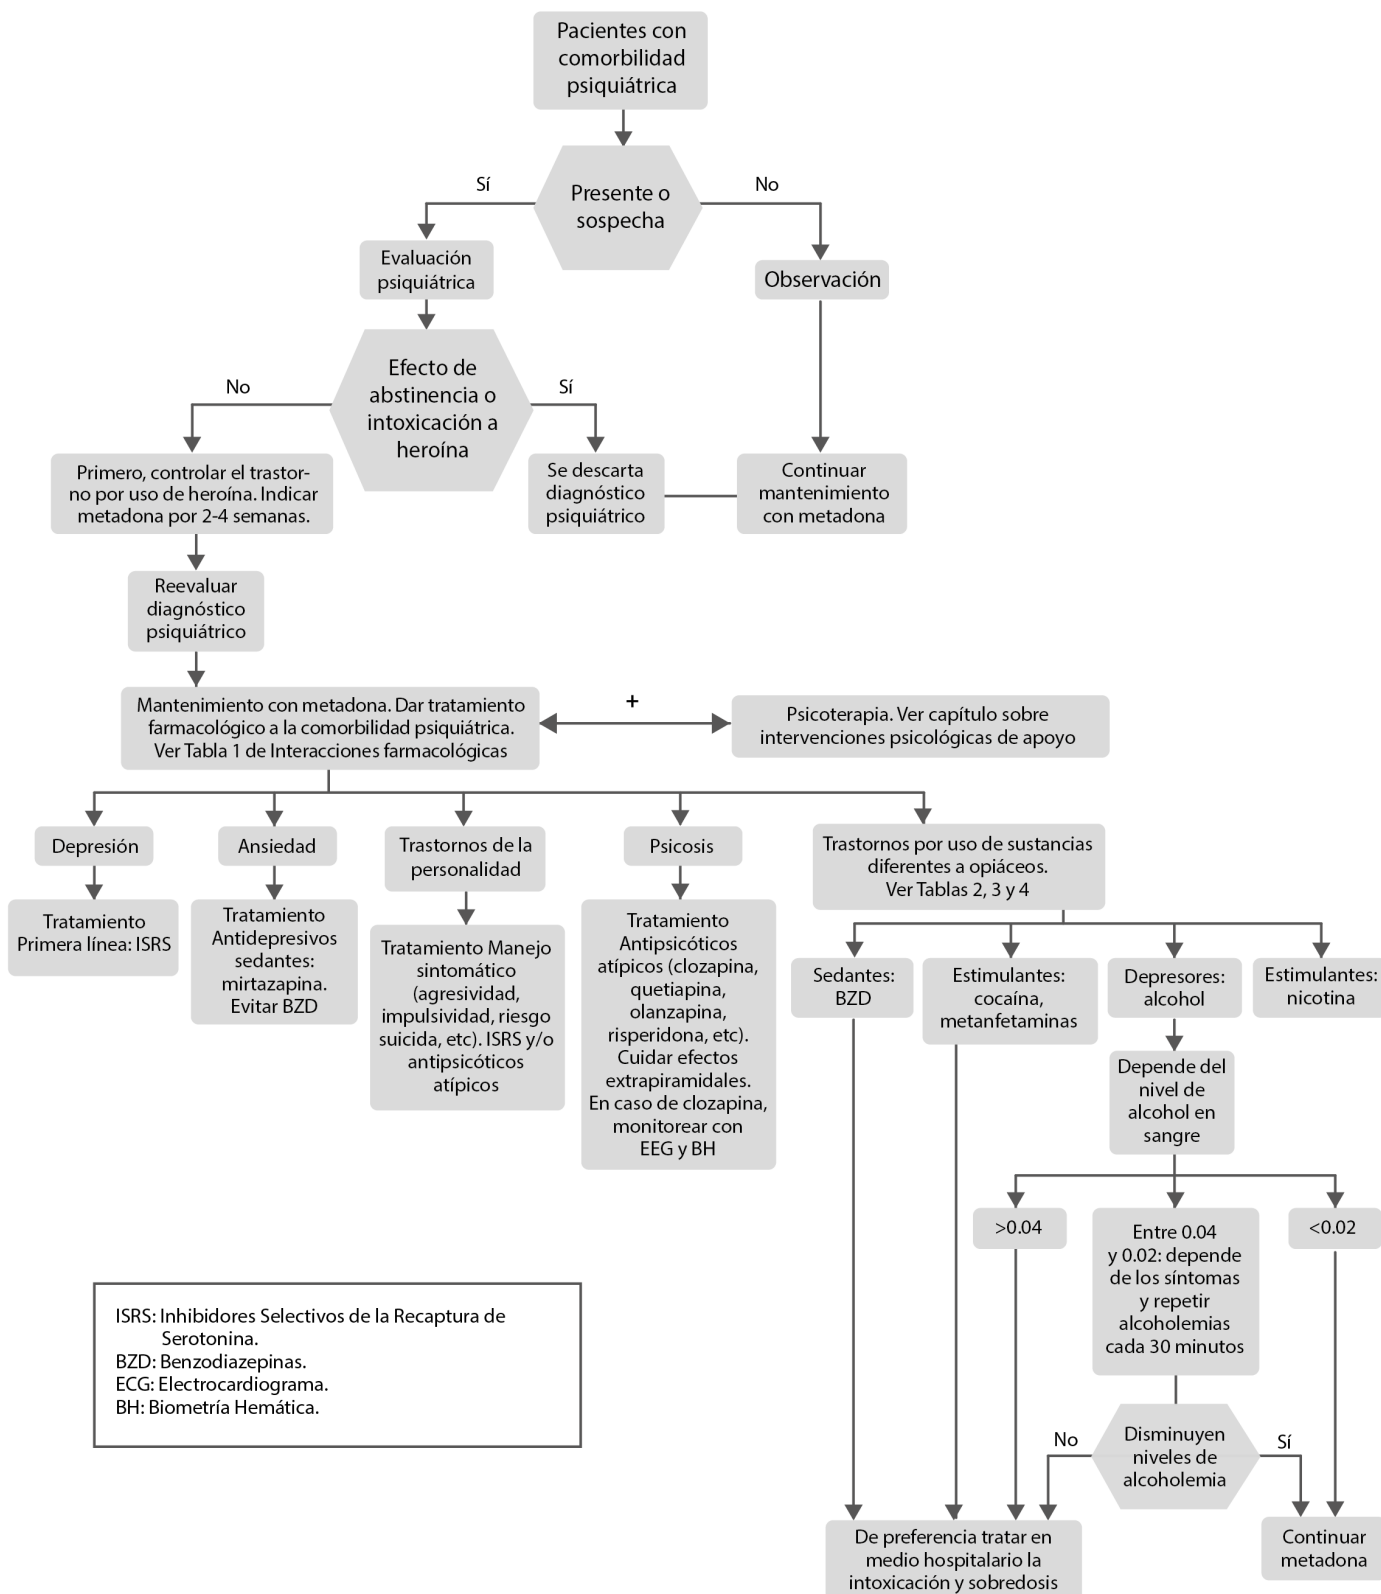 Pacientes con
comorbilidad
psiquiátrica
Presente o
sospecha
Sí
No
Evaluación
psiquiátrica
Observación
Efecto de
abstinencia o
intoxicación a
heroína
No
Sí
Primero, controlar el trastor-
no por uso de heroína. Indicar
metadona por 2-4 semanas.
Se descarta
diagnóstico
psiquiátrico
Continuar
mantenimiento
con metadona
Reevaluar
diagnóstico
psiquiátrico
Mantenimiento con metadona. Dar tratamiento
farmacológico a la comorbilidad psiquiátrica.
Ver Tabla 1 de Interacciones farmacológicas
+
Psicoterapia. Ver capítulo sobre
intervenciones psicológicas de apoyo
Depresión
Ansiedad
Trastornos de la
personalidad
Psicosis
Trastornos por uso de sustancias
diferentes a opiáceos.
Ver Tablas 2, 3 y 4
Tratamiento
Primera línea: ISRS
Tratamiento
Antidepresivos
sedantes:
mirtazapina.
Evitar BZD
Tratamiento Manejo
sintomático
(agresividad,
impulsividad, riesgo
suicida, etc). ISRS y/o
antipsicóticos
atípicos
Tratamiento
Antipsicóticos
atípicos (clozapina,
quetiapina,
olanzapina,
risperidona, etc).
Cuidar efectos
extrapiramidales.
En caso de clozapina,
monitorear con
EEG y BH
Sedantes:
BZD
Estimulantes:
cocaína,
metanfetaminas
Depresores:
alcohol
Estimulantes:
nicotina
Depende del
nivel de
alcohol en
sangre
>0.04
Entre 0.04
y 0.02: depende
de los síntomas
y repetir
alcoholemias
cada 30 minutos
<0.02
Disminuyen
niveles de
alcoholemia
No
Sí
De preferencia tratar en
medio hospitalario la
intoxicación y sobredosis
Continuar
metadona
ISRS: Inhibidores Selectivos de la Recaptura de
Serotonina.
BZD: Benzodiazepinas.
ECG: Electrocardiograma.
BH: Biometría Hemática.